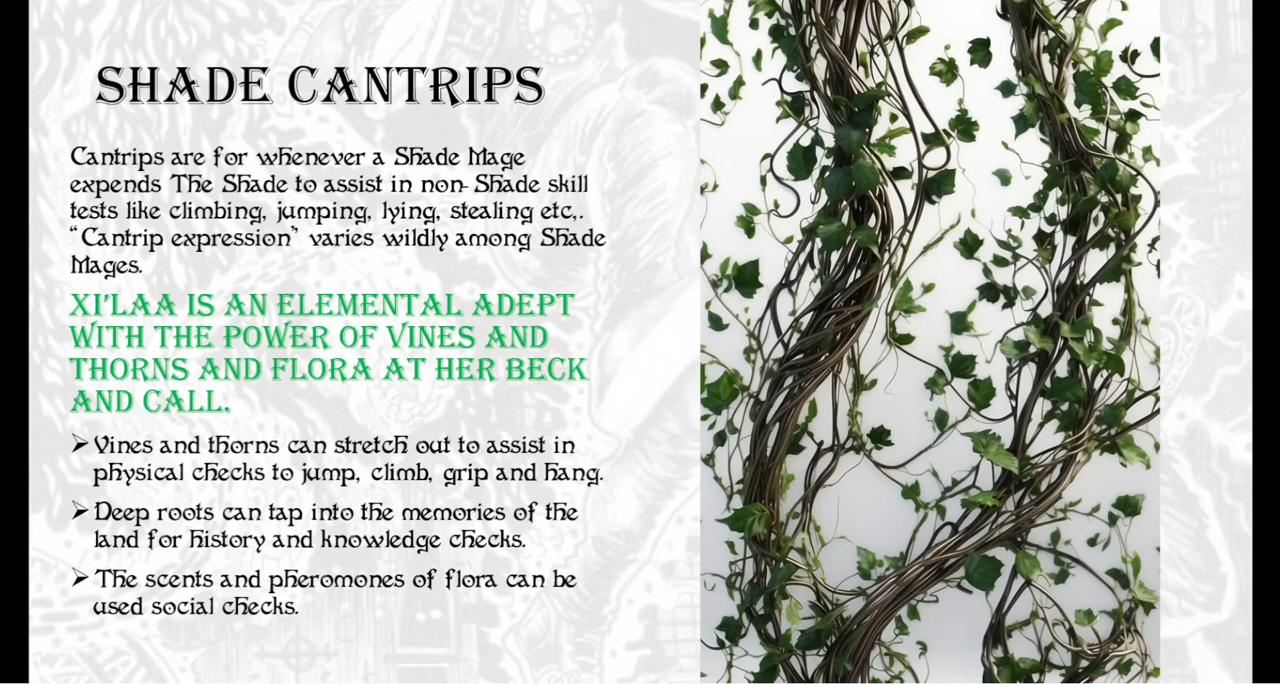 SHADE CANTRIPS
Cantrips are for whenever a Shade Mage
expends The Shade to assist in non- Shade skill
tests like climbing, jumping, lying, stealing etc,.
“Cantrip expression” varies wildly among Shade
Mages.
XI’LAA IS AN ELEMENTAL ADEPT
WITH THE POWER OF VINES AND
THORNS AND FLORA AT HER BECK
AND CALL.
➢ Vines and thorns can stretch out to assist in
physical checks to jump, climb, grip and hang.
➢ Deep roots can tap into the memories of the
land for history and knowledge checks.
➢ The scents and pheromones of flora can be
used social checks.